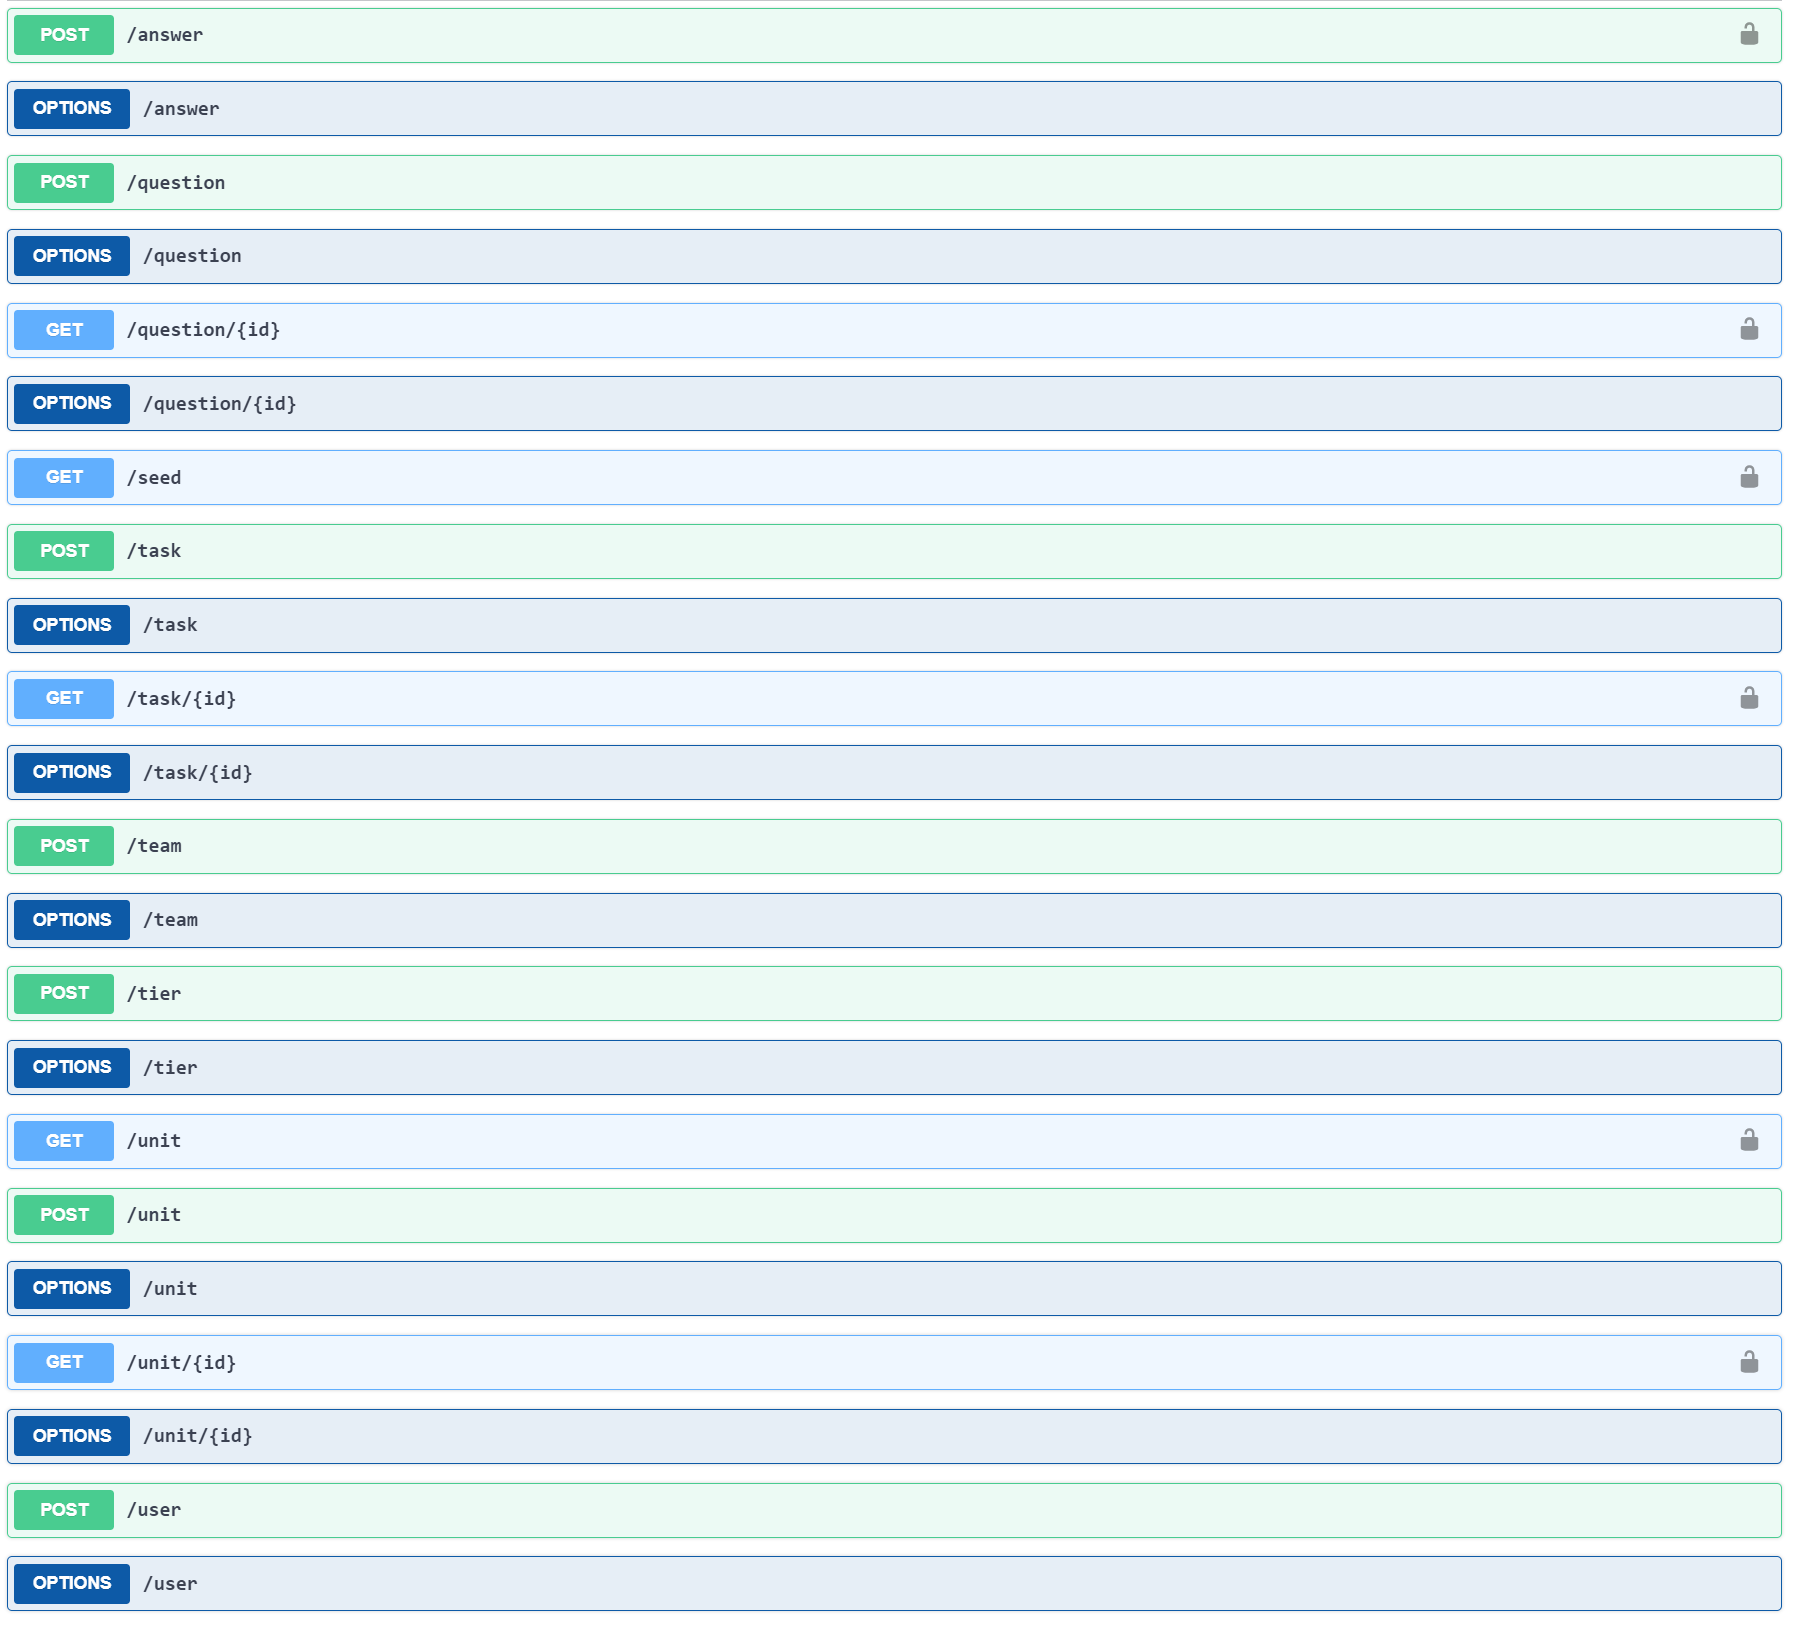 POST /answer
OPTIONS /answer
POST /question
OPTIONS /question
GET /question/{id}
OPTIONS /question/{id}
GET /seed
POST /task
OPTIONS /task
GET /task/{id}
OPTIONS /task/{id}
POST /team
OPTIONS /team
POST /tier
OPTIONS /tier
GET /unit
POST /unit
OPTIONS /unit
GET /unit/{id}
OPTIONS /unit/{id}
POST /user
OPTIONS /user